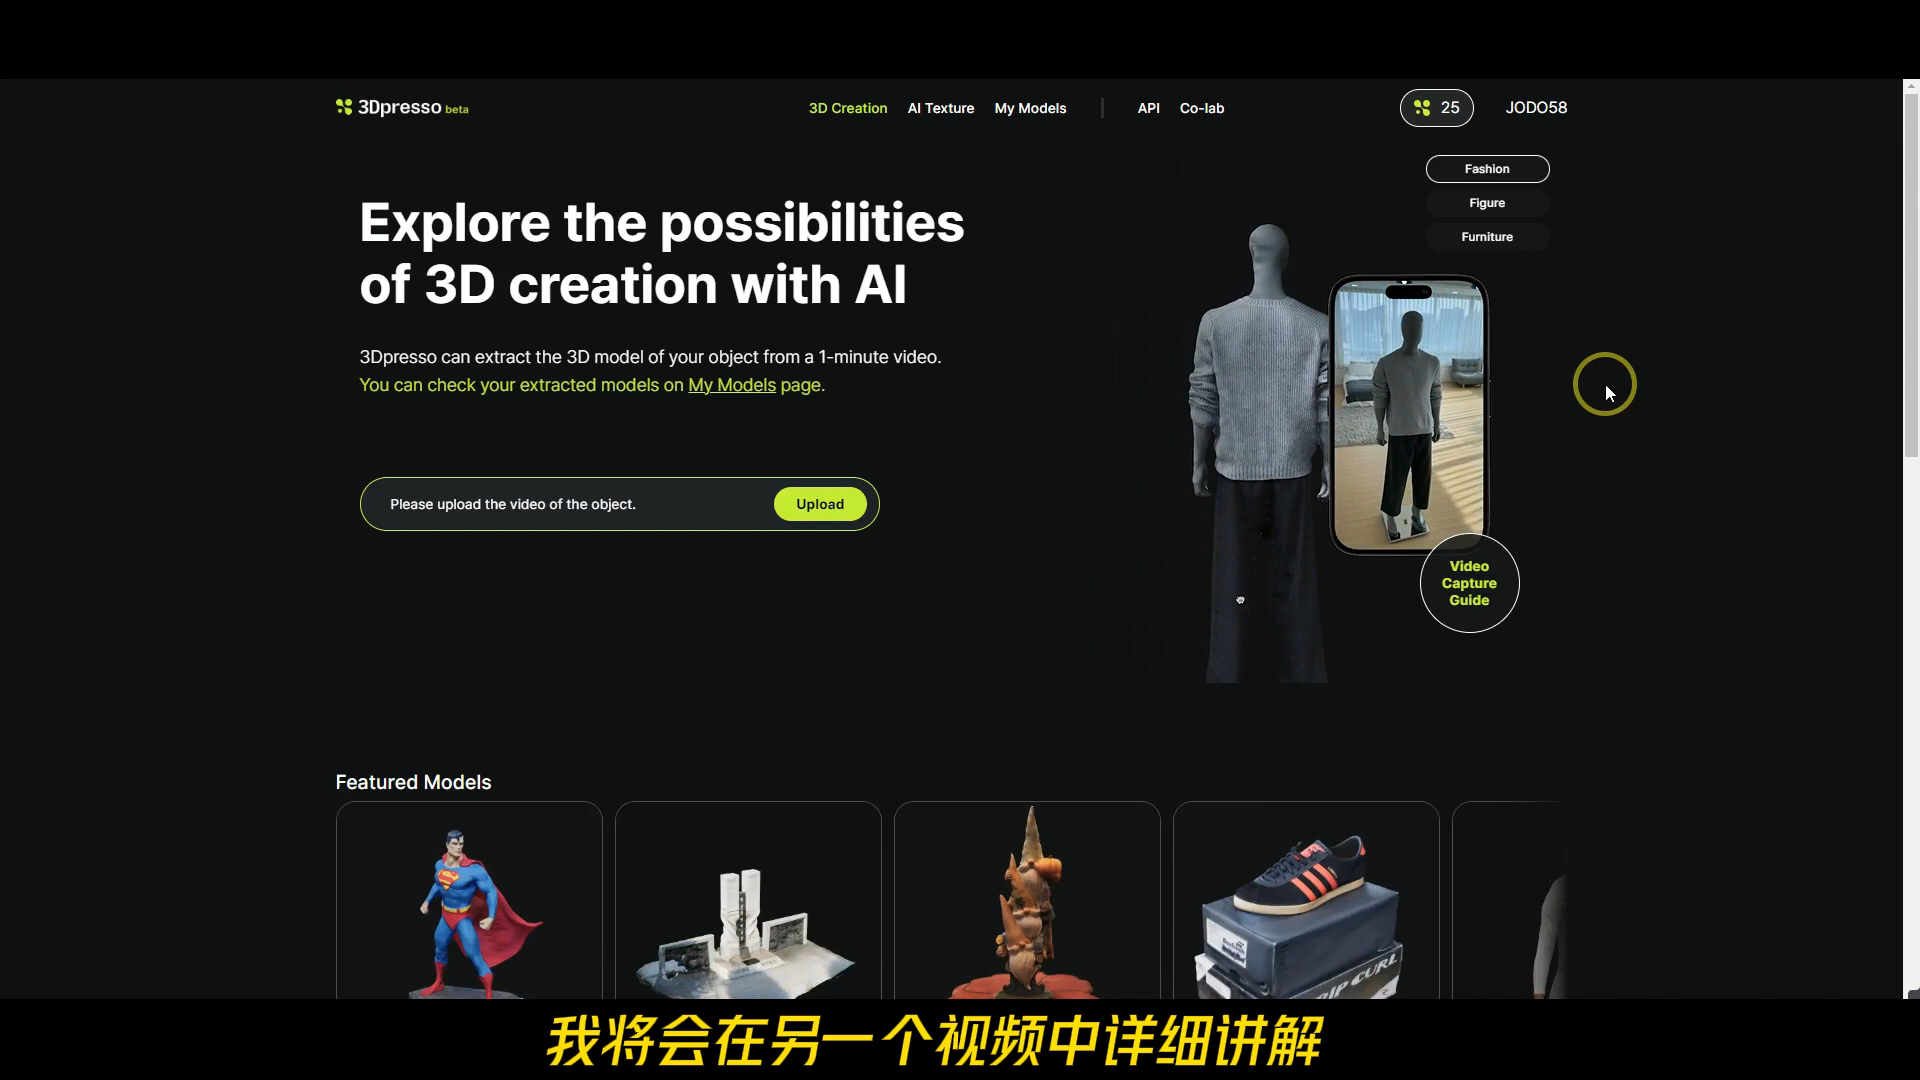 3Dpresso beta
3D Creation
AI Texture
My Models
API
Co-lab
25
JODO58
Fashion
Figure
Furniture
Explore the possibilities
of 3D creation with AI
3Dpresso can extract the 3D model of your object from a 1-minute video.
You can check your extracted models on My Models page.
Please upload the video of the object.
Upload
Video
Capture
Guide
Featured Models
RIP CURL
我将会在另一个视频中详细讲解